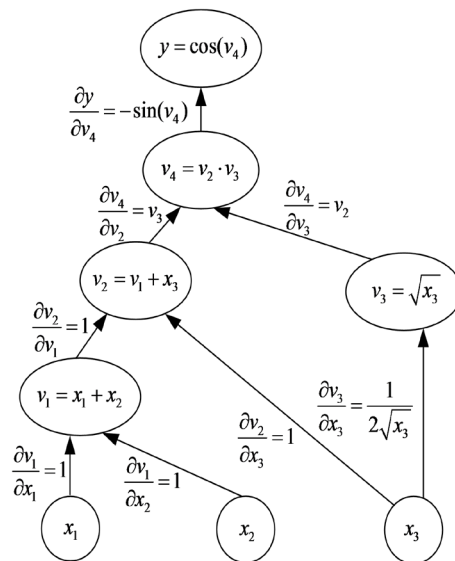 y = cos(v₄)
∂y/∂v₄ = −sin(v₄)
v₄ = v₂ · v₃
∂v₄/∂v₂ = v₃
∂v₄/∂v₃ = v₂
v₂ = v₁ + x₃
v₃ = √x₃
∂v₂/∂v₁ = 1
v₁ = x₁ + x₂
∂v₂/∂x₃ = 1
∂v₃/∂x₃ = 1/(2√x₃)
∂v₁/∂x₁ = 1
∂v₁/∂x₂ = 1
x₁
x₂
x₃